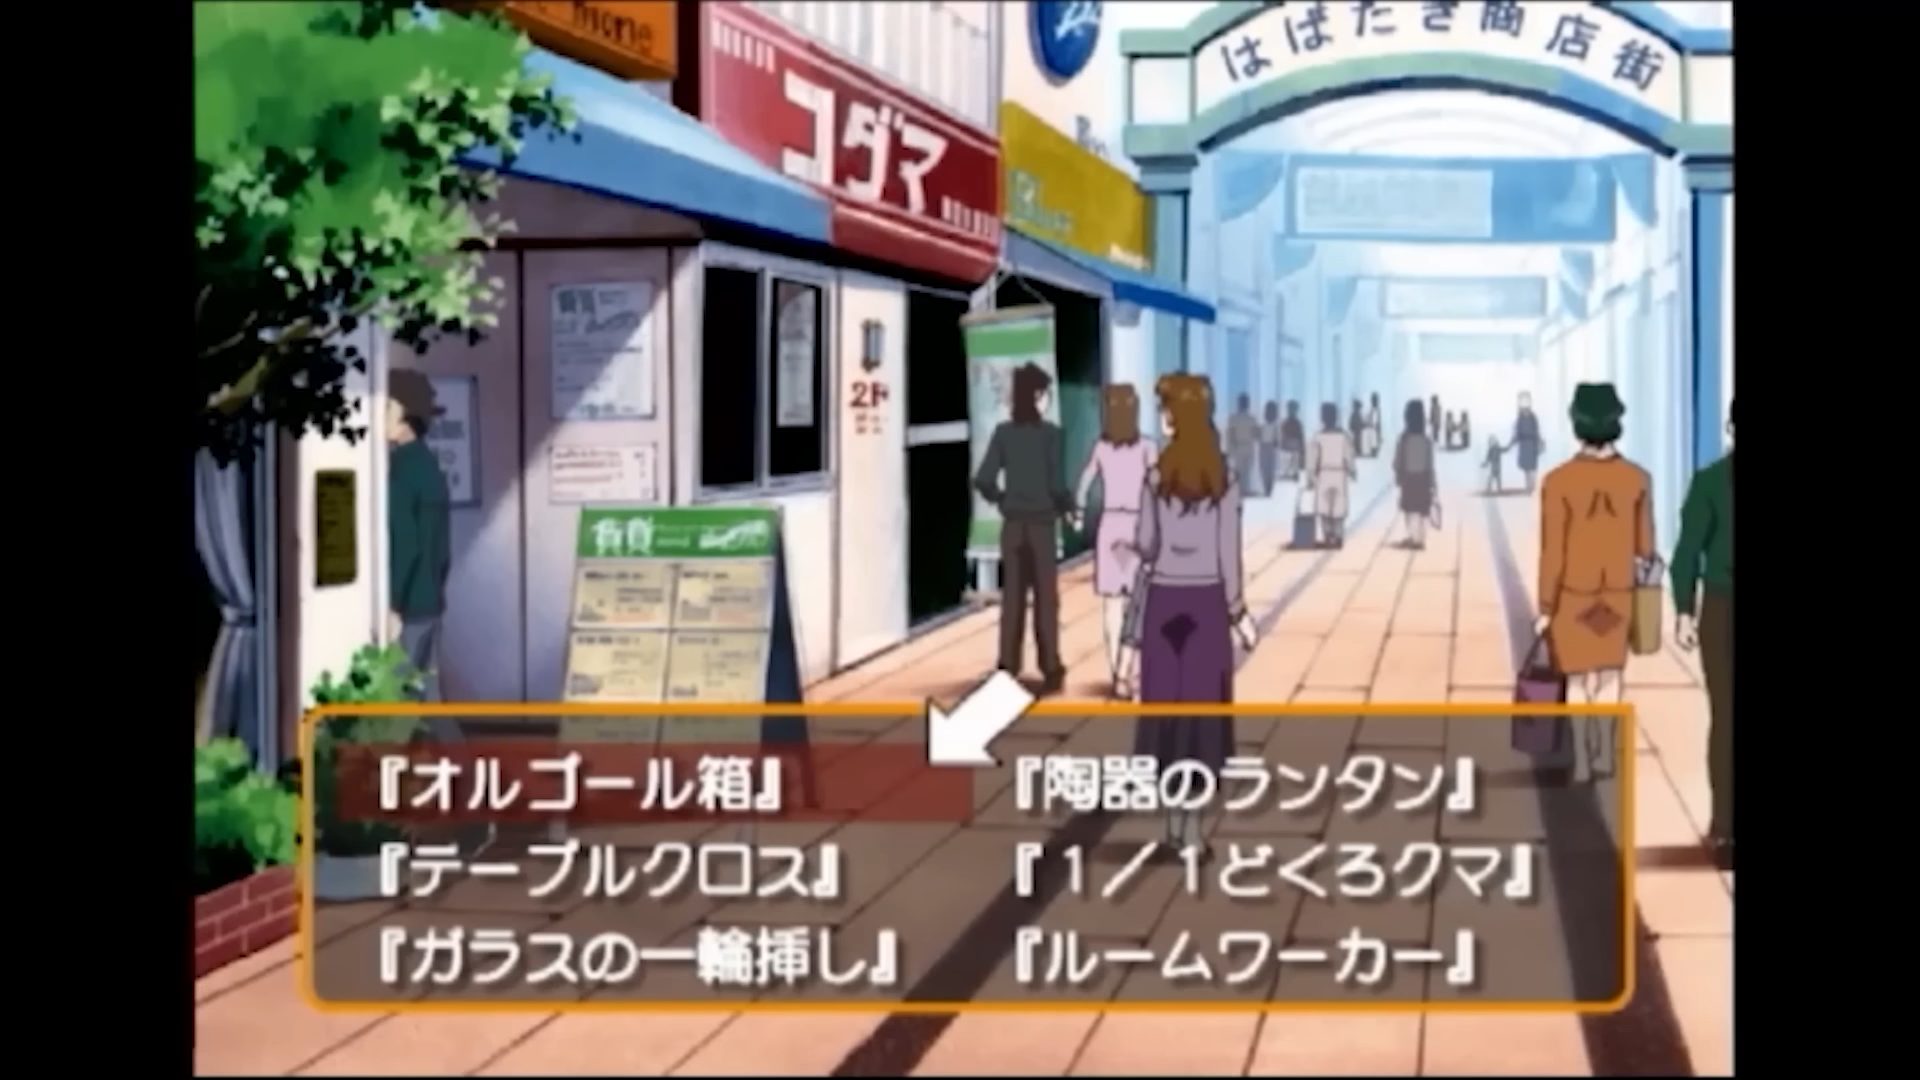 はばたき商店街
コダマ
2F
『オルゴール箱』
『陶器のランタン』
『テーブルクロス』
『１／１どくろクマ』
『ガラスの一輪挿し』
『ルームワーカー』